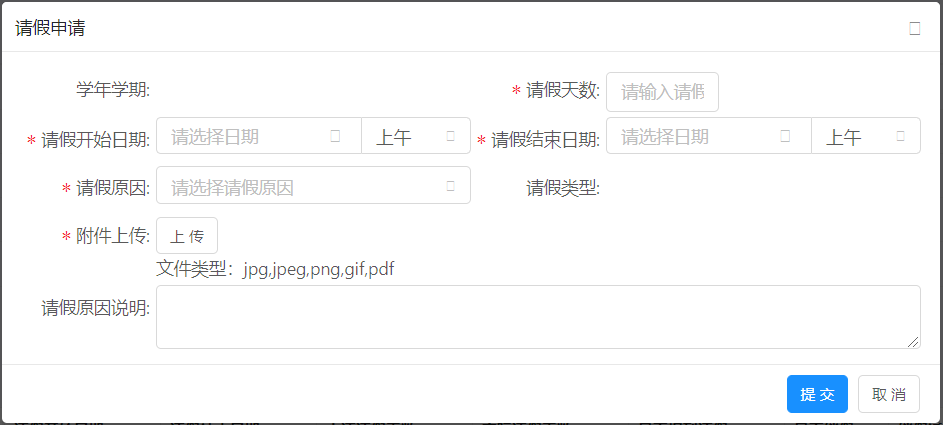 请假申请
学年学期: * 请假天数: 请输入请假
* 请假开始日期: 请选择日期 上午 * 请假结束日期: 请选择日期 上午
* 请假原因: 请选择请假原因 请假类型:
* 附件上传: 上 传
文件类型：jpg,jpeg,png,gif,pdf
请假原因说明:
提 交 取 消